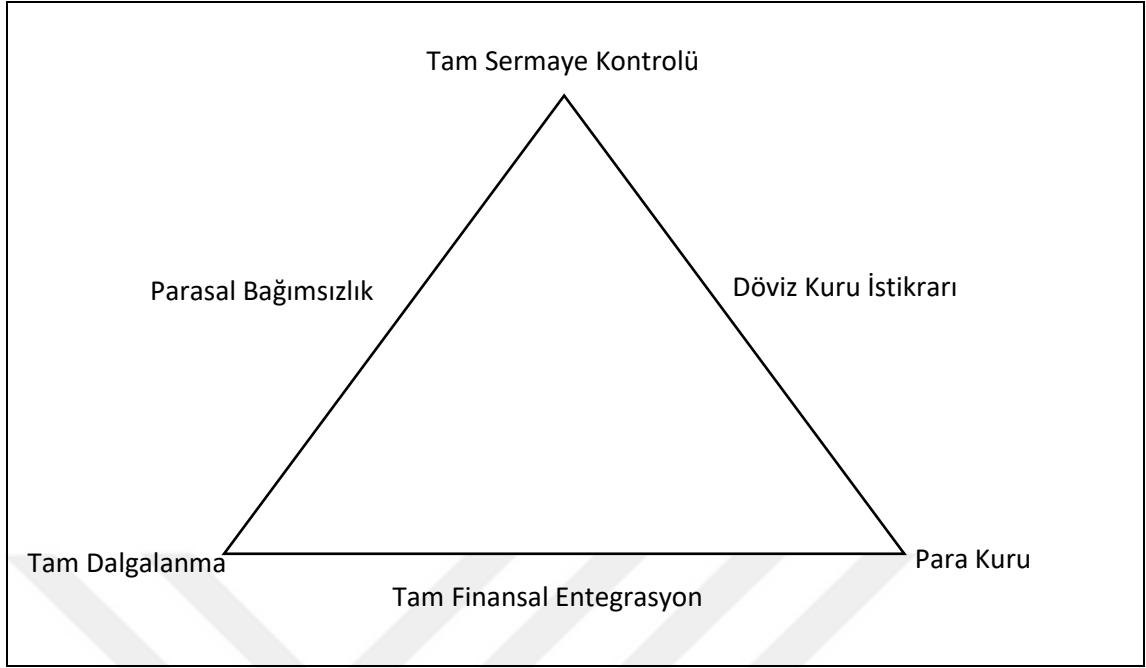 Tam Sermaye Kontrolü
Parasal Bağımsızlık
Döviz Kuru İstikrarı
Tam Dalgalanma
Para Kuru
Tam Finansal Entegrasyon